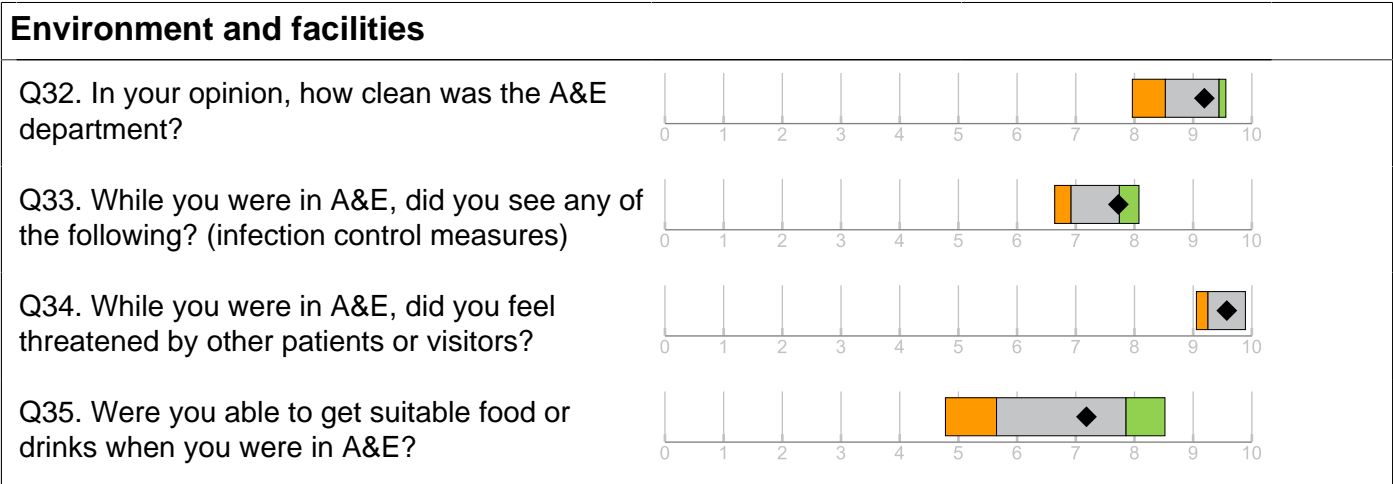 Environment and facilities
Q32. In your opinion, how clean was the A&E
department?
0 1 2 3 4 5 6 7 8 9 10
Q33. While you were in A&E, did you see any of
the following? (infection control measures)
0 1 2 3 4 5 6 7 8 9 10
Q34. While you were in A&E, did you feel
threatened by other patients or visitors?
0 1 2 3 4 5 6 7 8 9 10
Q35. Were you able to get suitable food or
drinks when you were in A&E?
0 1 2 3 4 5 6 7 8 9 10